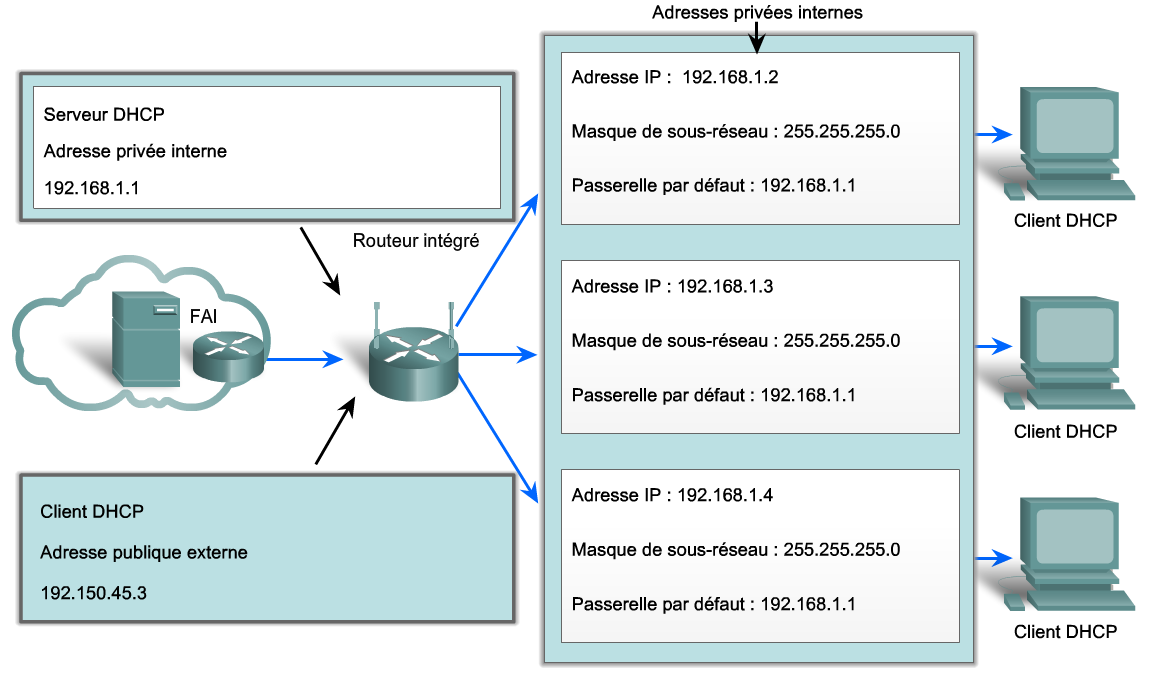 Adresses privées internes
Serveur DHCP
Adresse privée interne
192.168.1.1
Routeur intégré
FAI
Client DHCP
Adresse publique externe
192.150.45.3
Adresse IP :  192.168.1.2
Masque de sous-réseau : 255.255.255.0
Passerelle par défaut : 192.168.1.1
Client DHCP
Adresse IP : 192.168.1.3
Masque de sous-réseau : 255.255.255.0
Passerelle par défaut : 192.168.1.1
Client DHCP
Adresse IP : 192.168.1.4
Masque de sous-réseau : 255.255.255.0
Passerelle par défaut : 192.168.1.1
Client DHCP